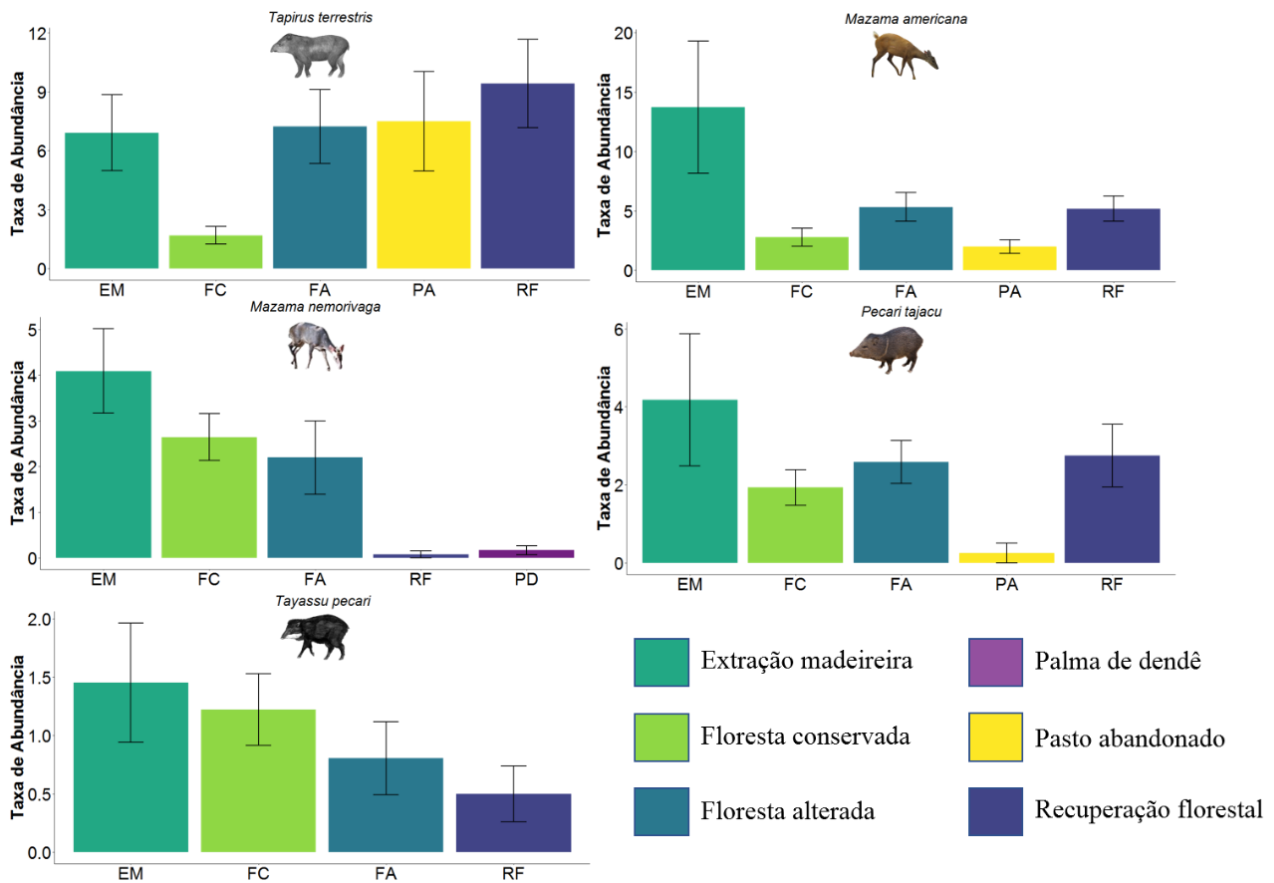 Tapirus terrestris
Taxa de Abundância
12
9
6
3
0
EM FC FA PA RF
Mazama americana
Taxa de Abundância
20
15
10
5
0
EM FC FA PA RF
Mazama nemorivaga
Taxa de Abundância
5
4
3
2
1
0
EM FC FA RF PD
Pecari tajacu
Taxa de Abundância
6
4
2
0
EM FC FA PA RF
Tayassu pecari
Taxa de Abundância
2.0
1.5
1.0
0.5
0.0
EM FC FA RF
Extração madeireira
Floresta conservada
Floresta alterada
Palma de dendê
Pasto abandonado
Recuperação florestal